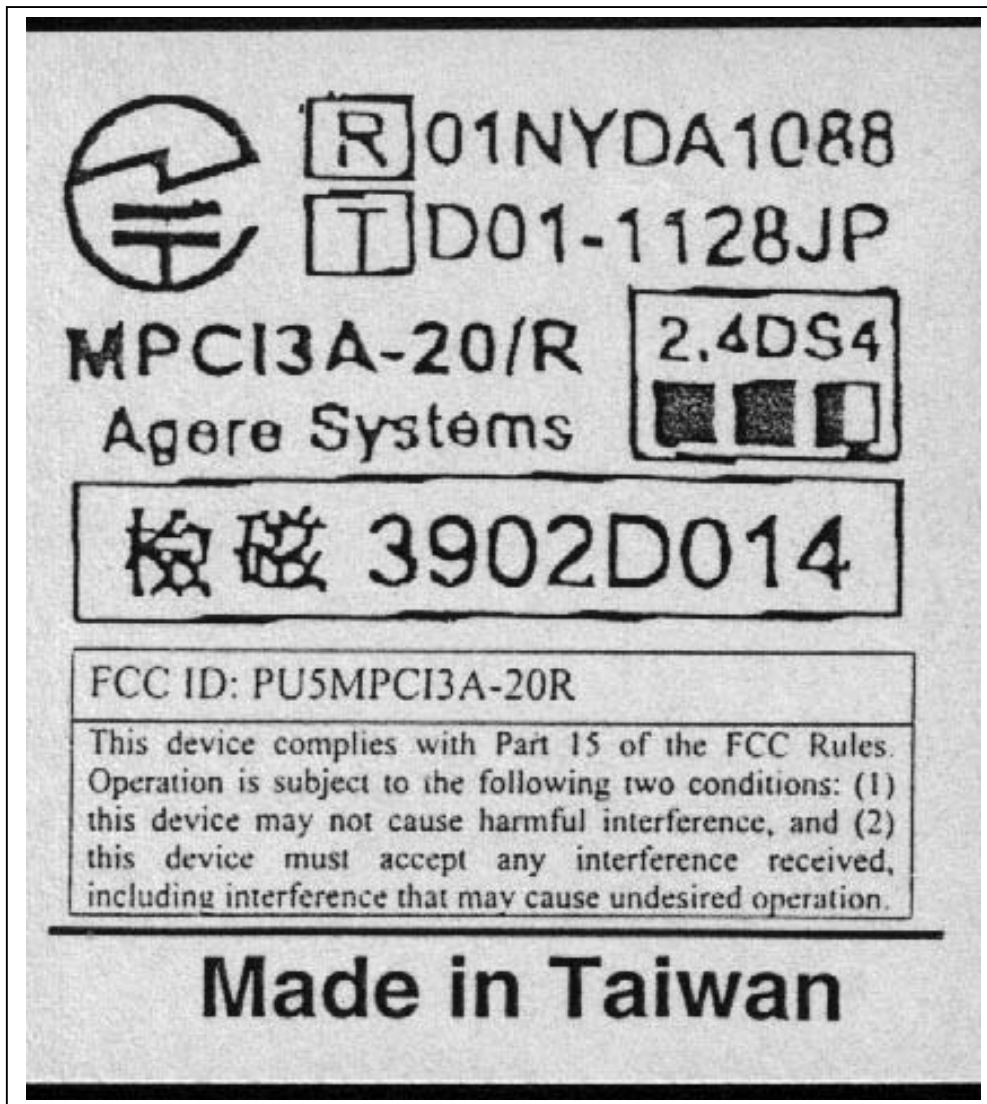 R 01NYDA1088
T D01-1128JP
MPCI3A-20/R
2.4DS4
Agere Systems
3902D014
FCC ID: PU5MPCI3A-20R
This device complies with Part 15 of the FCC Rules.
Operation is subject to the following two conditions: (1)
this device may not cause harmful interference, and (2)
this device must accept any interference received,
including interference that may cause undesired operation.
Made in Taiwan